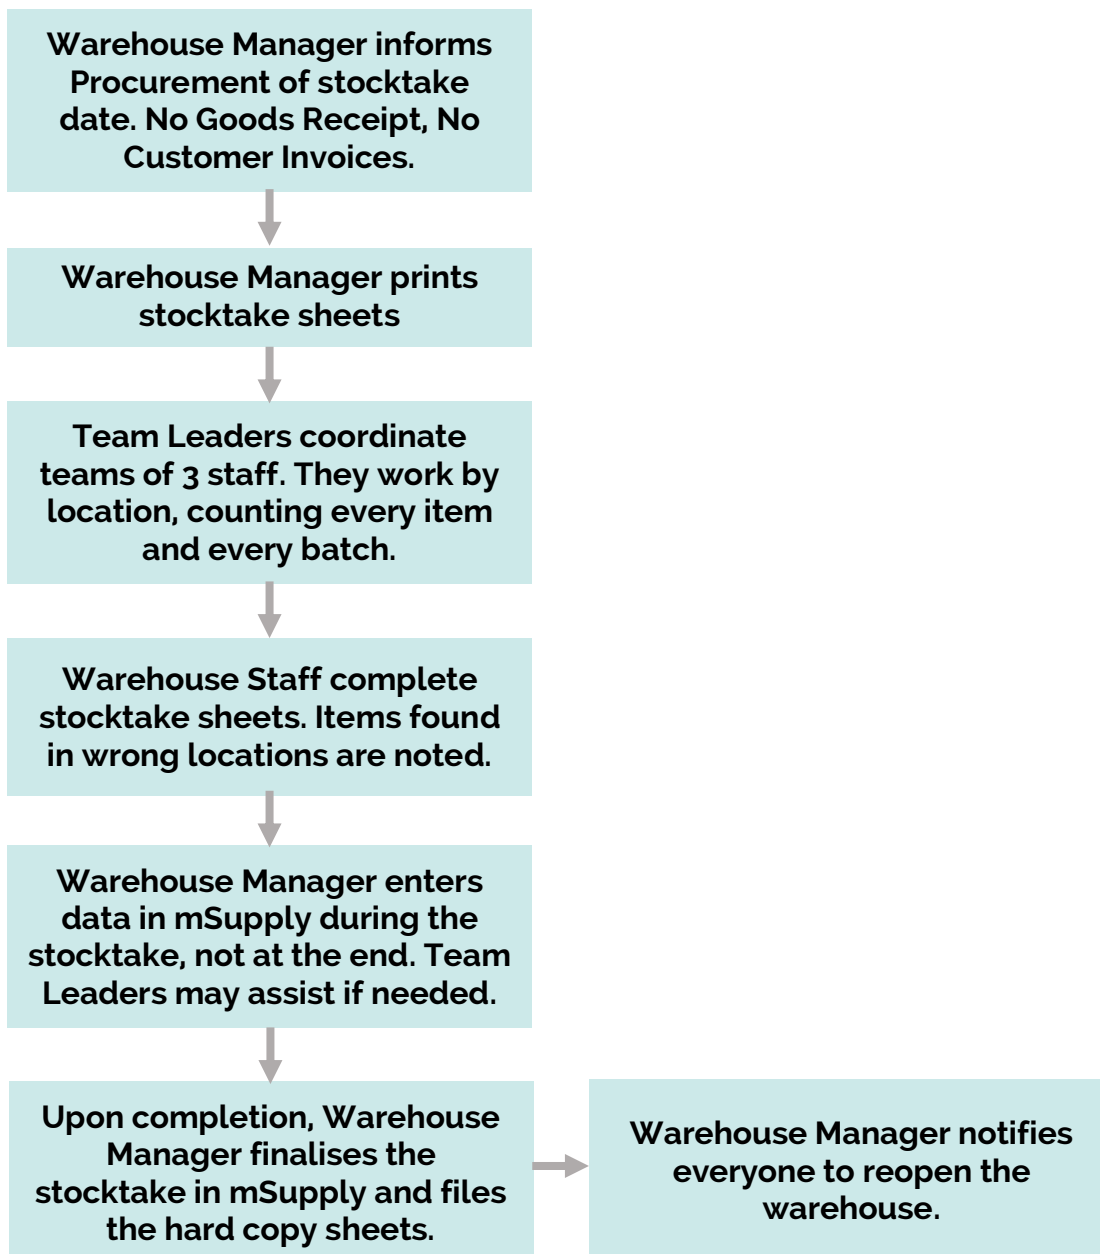 Warehouse Manager informs
Procurement of stocktake
date. No Goods Receipt, No
Customer Invoices.
Warehouse Manager prints
stocktake sheets
Team Leaders coordinate
teams of 3 staff. They work by
location, counting every item
and every batch.
Warehouse Staff complete
stocktake sheets. Items found
in wrong locations are noted.
Warehouse Manager enters
data in mSupply during the
stocktake, not at the end. Team
Leaders may assist if needed.
Upon completion, Warehouse
Manager finalises the
stocktake in mSupply and files
the hard copy sheets.
Warehouse Manager notifies
everyone to reopen the
warehouse.